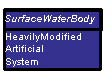 SurfaceWaterBody
HeavilyModified
Artificial
System